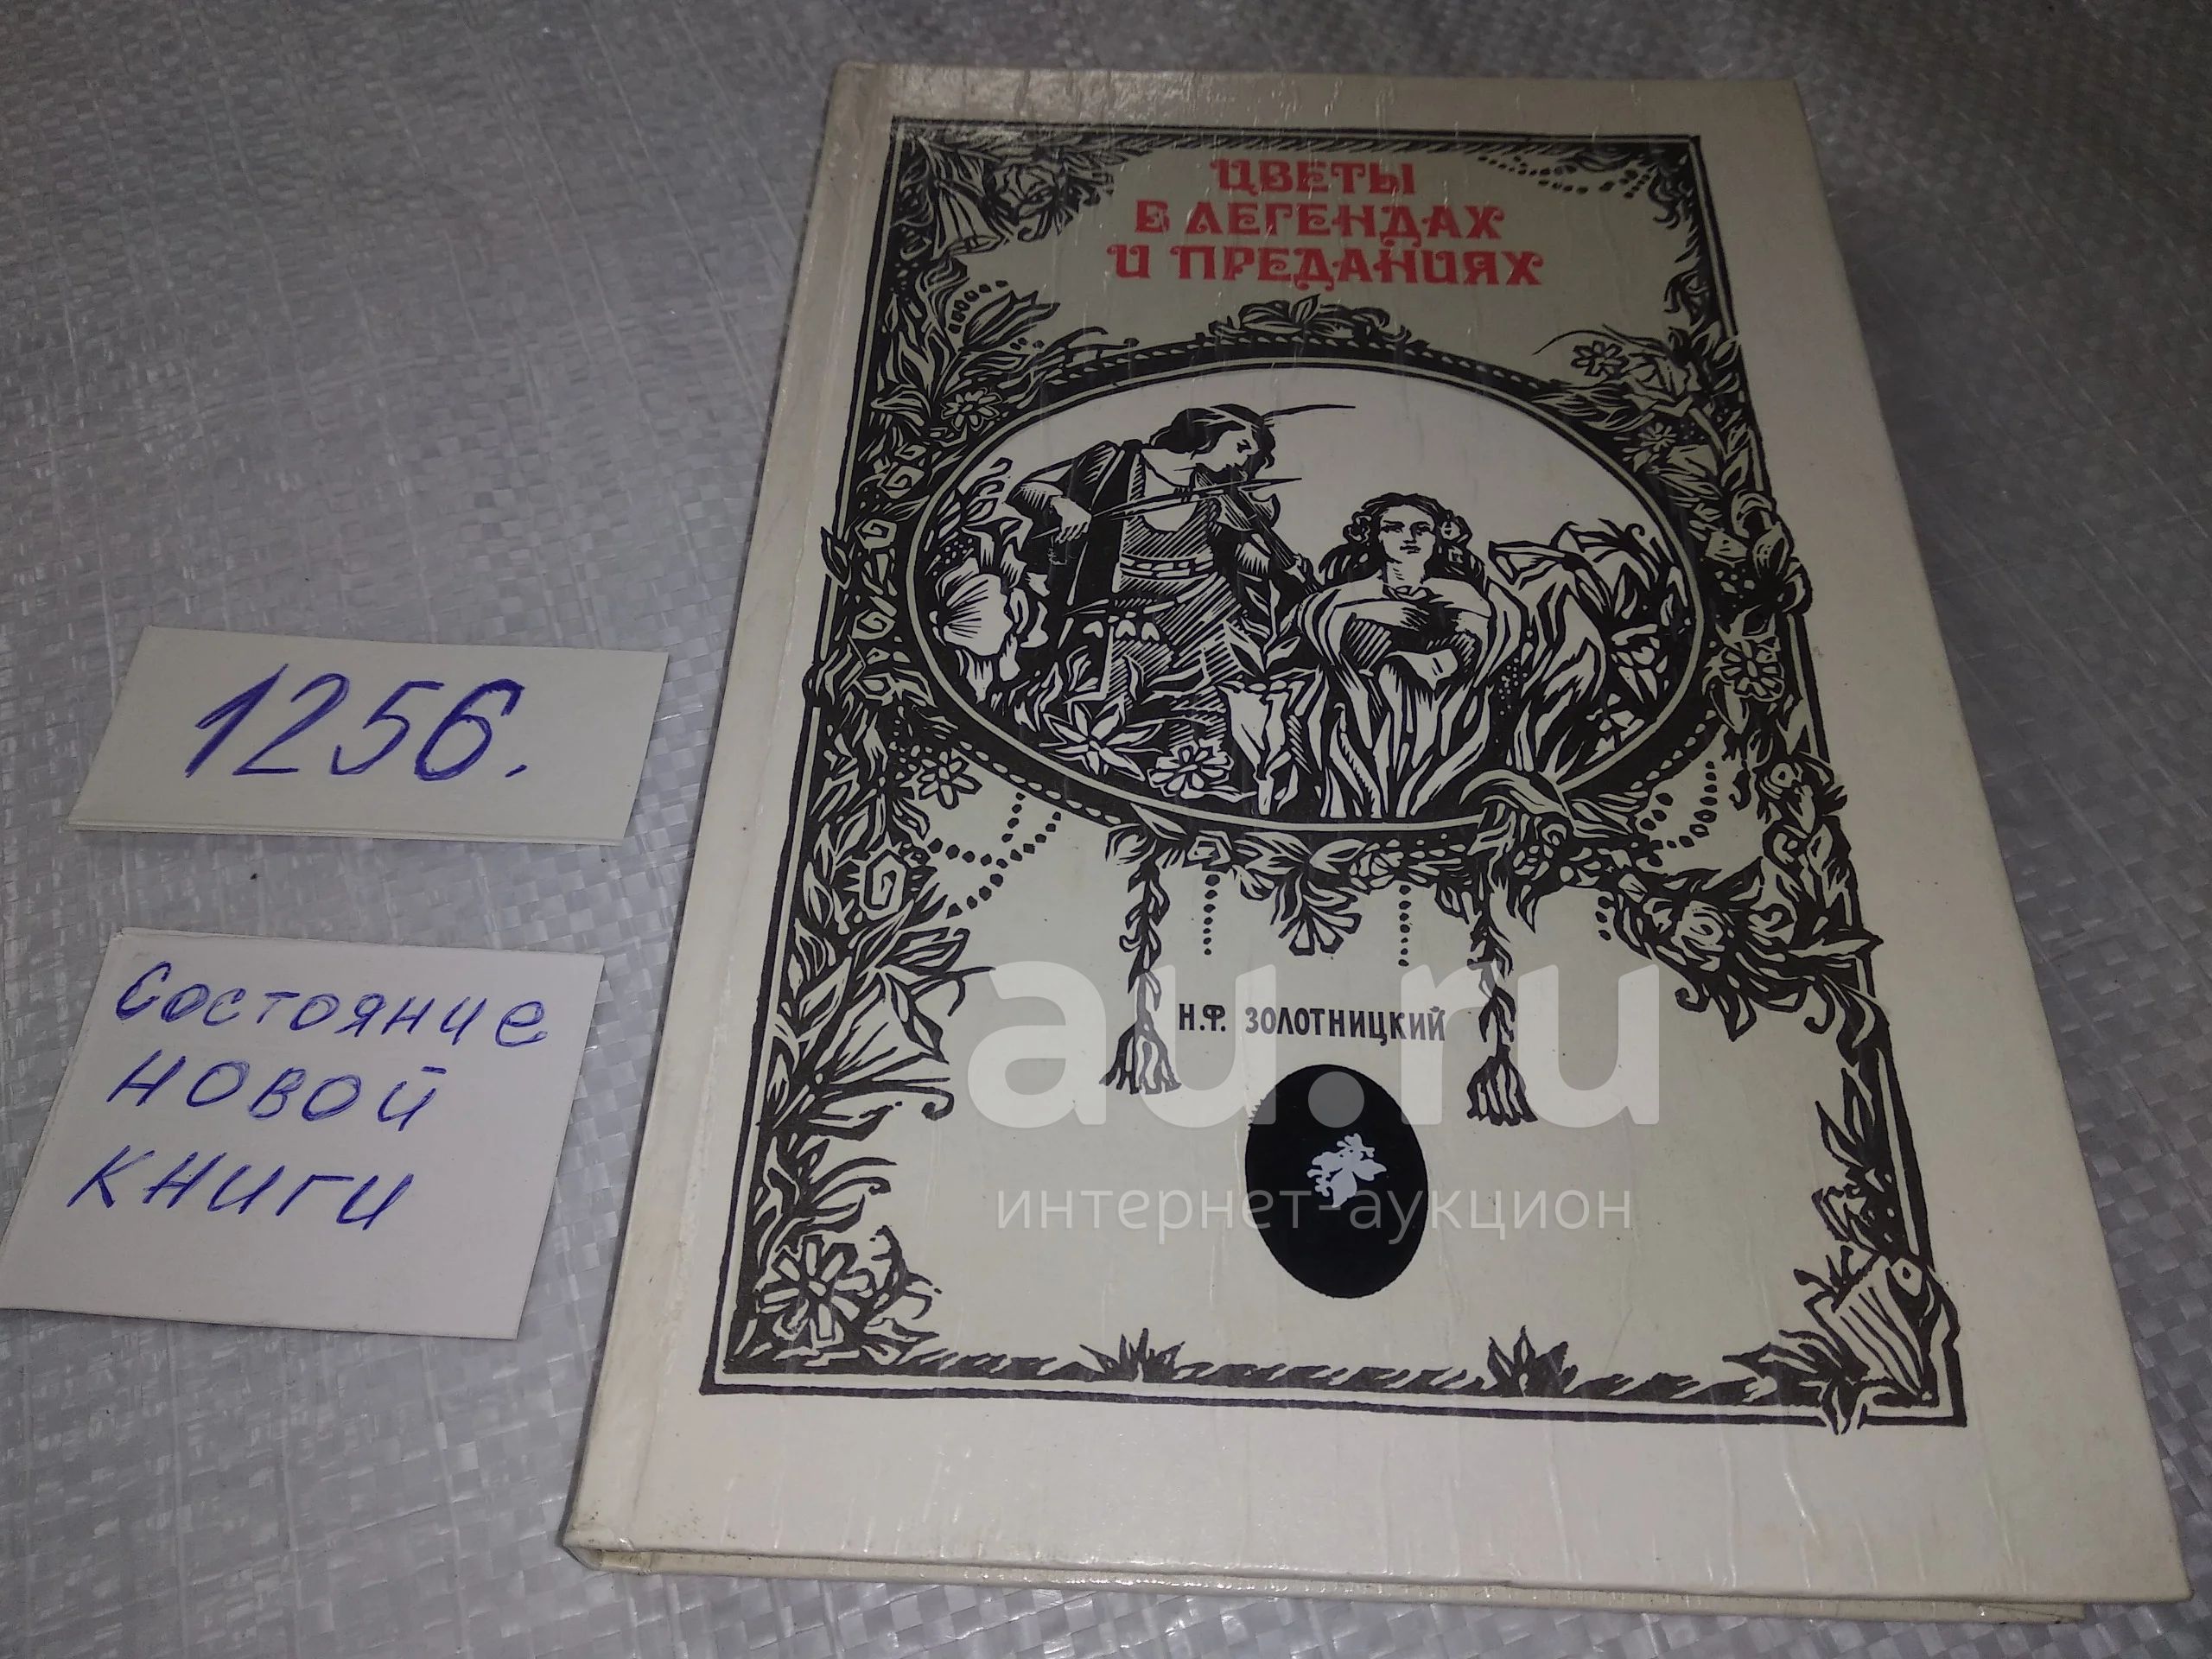 ЦВЕТЫ
В ЛЕГЕНДАХ
И ПРЕДАНИЯХ
1256.
Состояние
новой
книги
Н.Ф. ЗОЛОТНИЦКИЙ
au.ru
интернет-аукцион